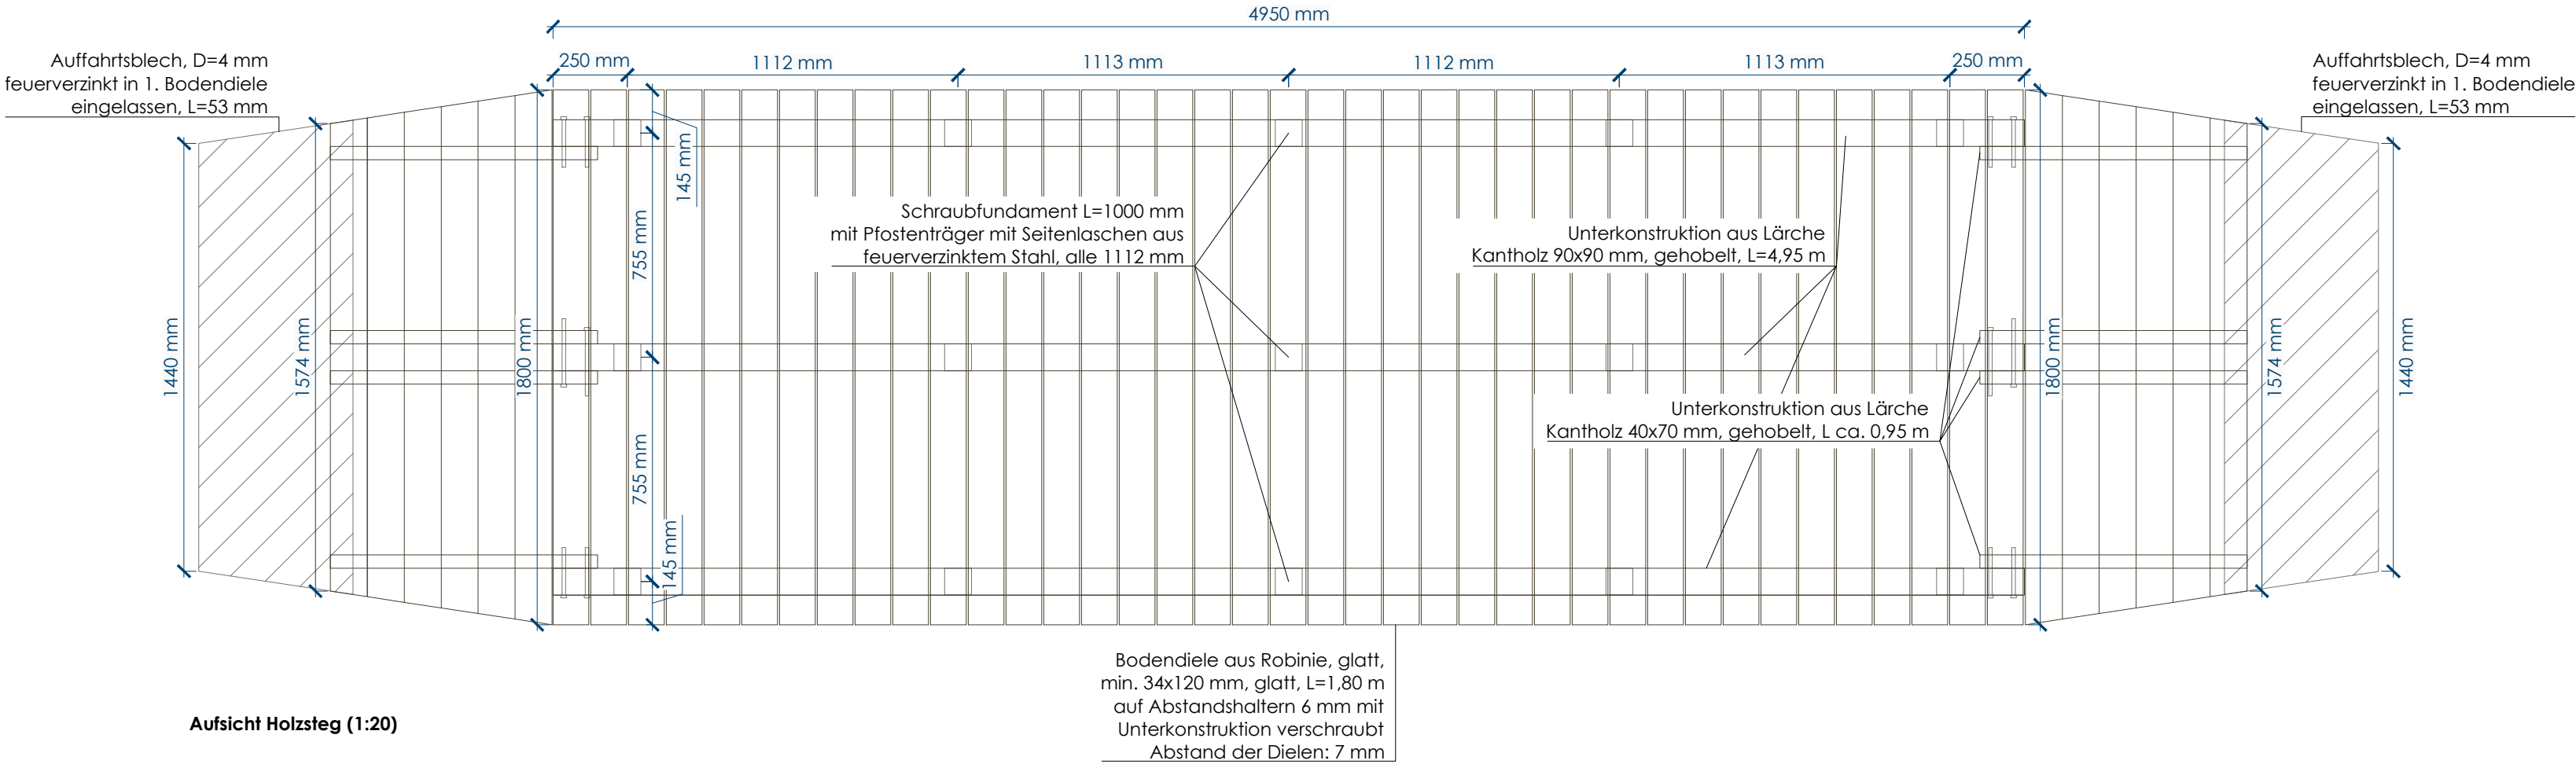 4950 mm
250 mm
1112 mm
1113 mm
1112 mm
1113 mm
250 mm
Auffahrtsblech, D=4 mm
feuerverzinkt in 1. Bodendiele
eingelassen, L=53 mm
Auffahrtsblech, D=4 mm
feuerverzinkt in 1. Bodendiele
eingelassen, L=53 mm
145 mm
755 mm
Schraubfundament L=1000 mm
mit Pfostenträger mit Seitenlaschen aus
feuerverzinktem Stahl, alle 1112 mm
Unterkonstruktion aus Lärche
Kantholz 90x90 mm, gehobelt, L=4,95 m
1440 mm
1574 mm
1800 mm
1800 mm
1574 mm
1440 mm
Unterkonstruktion aus Lärche
Kantholz 40x70 mm, gehobelt, L ca. 0,95 m
755 mm
145 mm
Bodendiele aus Robinie, glatt,
min. 34x120 mm, glatt, L=1,80 m
auf Abstandshaltern 6 mm mit
Unterkonstruktion verschraubt
Abstand der Dielen: 7 mm
Aufsicht Holzsteg (1:20)